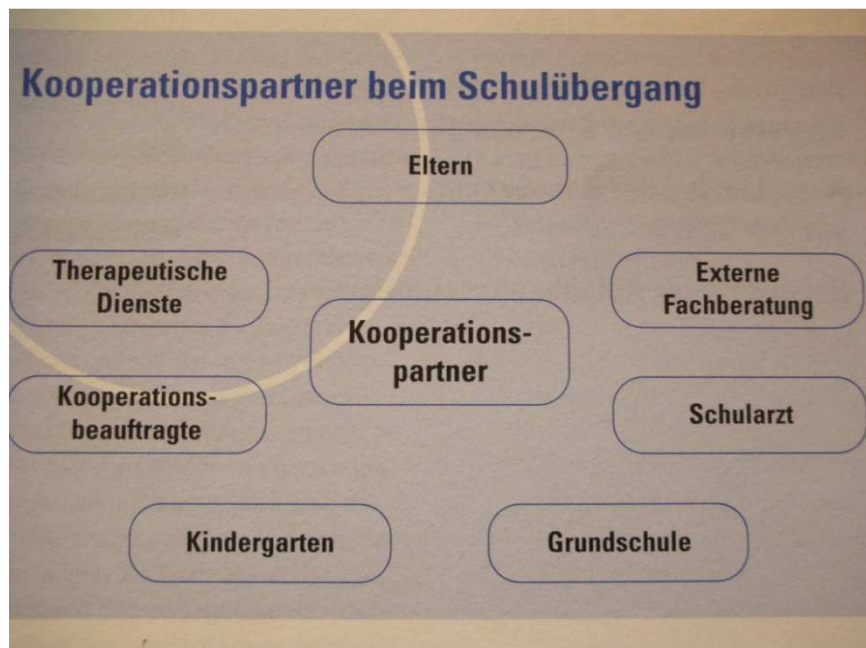 Kooperationspartner beim Schulübergang
Eltern
Therapeutische
Dienste
Externe
Fachberatung
Kooperations-
partner
Kooperations-
beauftragte
Schularzt
Kindergarten
Grundschule